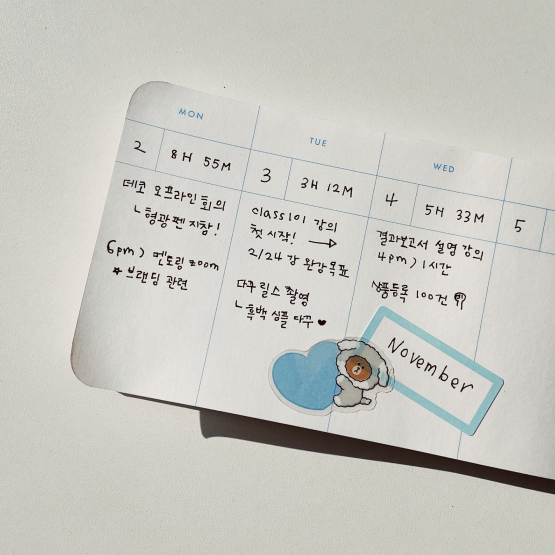 MON
2
8H 55M
데코 오프라인 회의
ㄴ형광펜 지참!
6pm) 멘토링 zoom
★브랜딩 관련
TUE
3
3H 12M
class101 강의
첫 시작! →
2/24강 완강목표
다꾸 릴스 촬영
ㄴ흑백 심플 다꾸♥
WED
4
5H 33M
결과보고서 설명 강의
4pm) 1시간
상품등록 100건
5
November